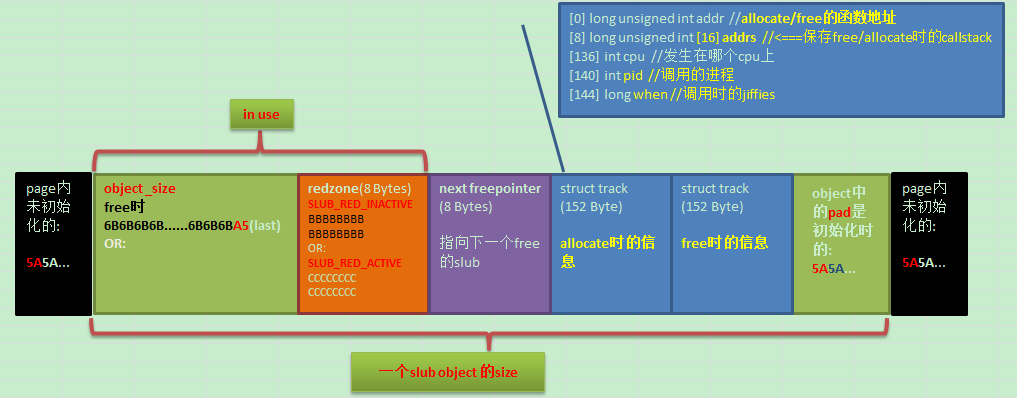 [0] long unsigned int addr //allocate/free的函数地址
[8] long unsigned int [16] addrs //<===保存free/allocate时的callstack
[136] int cpu //发生在哪个cpu上
[140] int pid //调用的进程
[144] long when //调用时的jiffies
in use
page内
未初始
化的:
5A5A...
object_size
free时
6B6B6B6B......6B6B6BA5(last)
OR:
redzone(8 Bytes)
SLUB_RED_INACTIVE
BBBBBBBB
BBBBBBBB
OR:
SLUB_RED_ACTIVE
CCCCCCCC
CCCCCCCC
next freepointer
(8 Bytes)
指向下一个free
的slub
struct track
(152 Byte)
allocate时的信
息
struct track
(152 Byte)
free时的信息
object中
的pad是
初始化时
的:
5A5A...
page内
未初始
化的:
5A5A...
一个slub object 的size